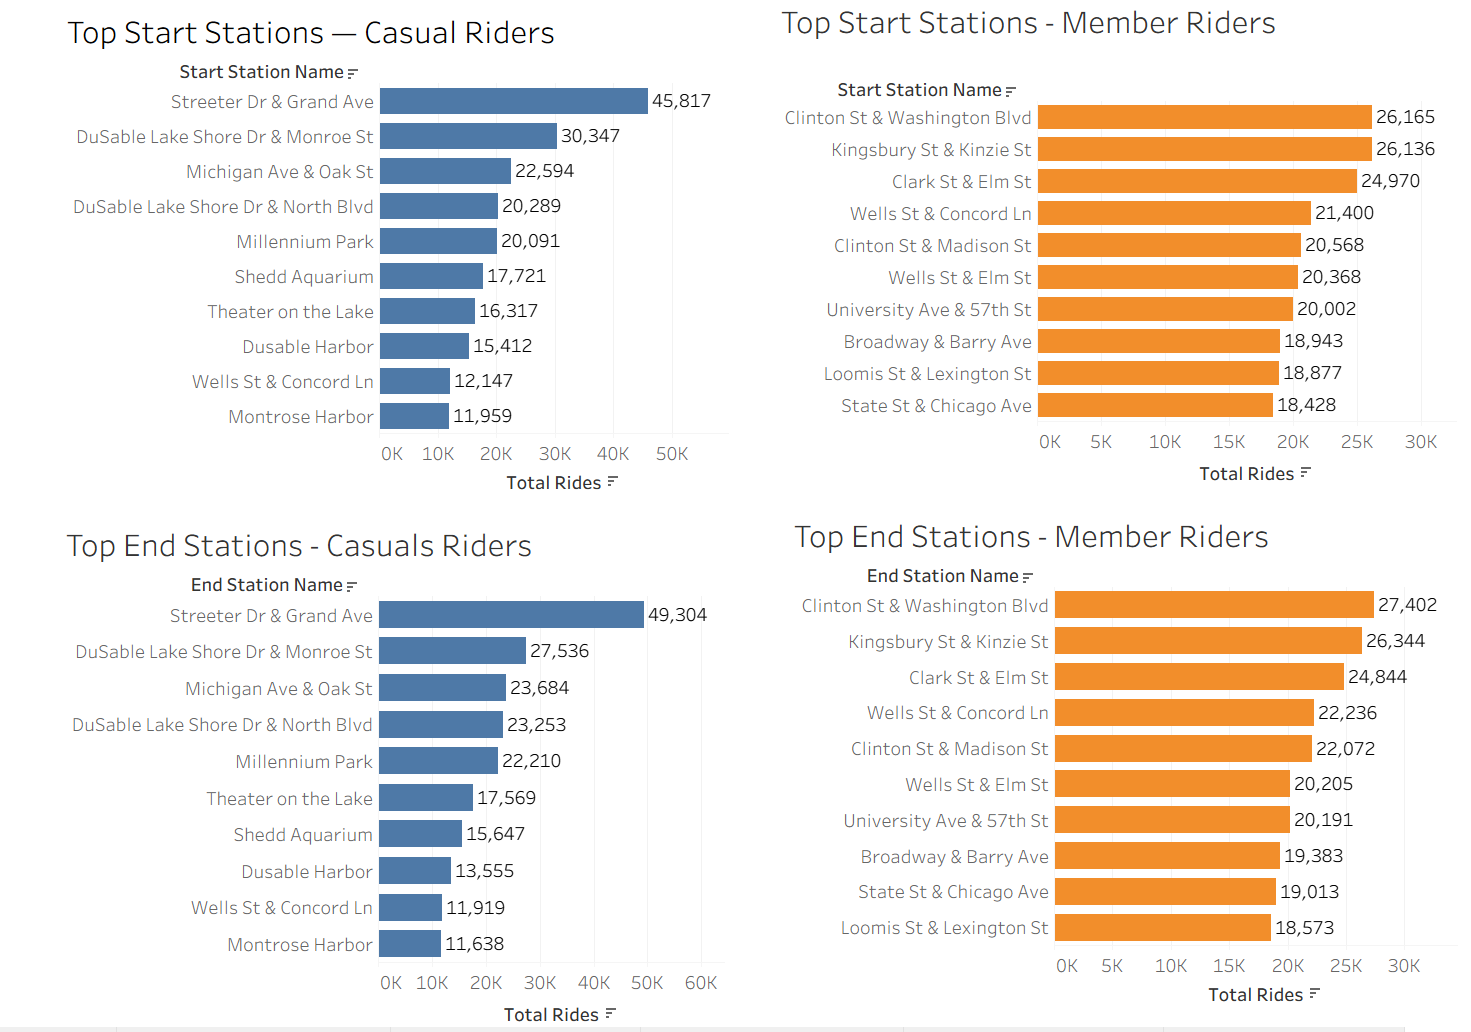 Top Start Stations — Casual Riders
Start Station Name
Streeter Dr & Grand Ave 45,817
DuSable Lake Shore Dr & Monroe St 30,347
Michigan Ave & Oak St 22,594
DuSable Lake Shore Dr & North Blvd 20,289
Millennium Park 20,091
Shedd Aquarium 17,721
Theater on the Lake 16,317
Dusable Harbor 15,412
Wells St & Concord Ln 12,147
Montrose Harbor 11,959
0K 10K 20K 30K 40K 50K
Total Rides
Top Start Stations - Member Riders
Start Station Name
Clinton St & Washington Blvd 26,165
Kingsbury St & Kinzie St 26,136
Clark St & Elm St 24,970
Wells St & Concord Ln 21,400
Clinton St & Madison St 20,568
Wells St & Elm St 20,368
University Ave & 57th St 20,002
Broadway & Barry Ave 18,943
Loomis St & Lexington St 18,877
State St & Chicago Ave 18,428
0K 5K 10K 15K 20K 25K 30K
Total Rides
Top End Stations - Casuals Riders
End Station Name
Streeter Dr & Grand Ave 49,304
DuSable Lake Shore Dr & Monroe St 27,536
Michigan Ave & Oak St 23,684
DuSable Lake Shore Dr & North Blvd 23,253
Millennium Park 22,210
Theater on the Lake 17,569
Shedd Aquarium 15,647
Dusable Harbor 13,555
Wells St & Concord Ln 11,919
Montrose Harbor 11,638
0K 10K 20K 30K 40K 50K 60K
Total Rides
Top End Stations - Member Riders
End Station Name
Clinton St & Washington Blvd 27,402
Kingsbury St & Kinzie St 26,344
Clark St & Elm St 24,844
Wells St & Concord Ln 22,236
Clinton St & Madison St 22,072
Wells St & Elm St 20,205
University Ave & 57th St 20,191
Broadway & Barry Ave 19,383
State St & Chicago Ave 19,013
Loomis St & Lexington St 18,573
0K 5K 10K 15K 20K 25K 30K
Total Rides